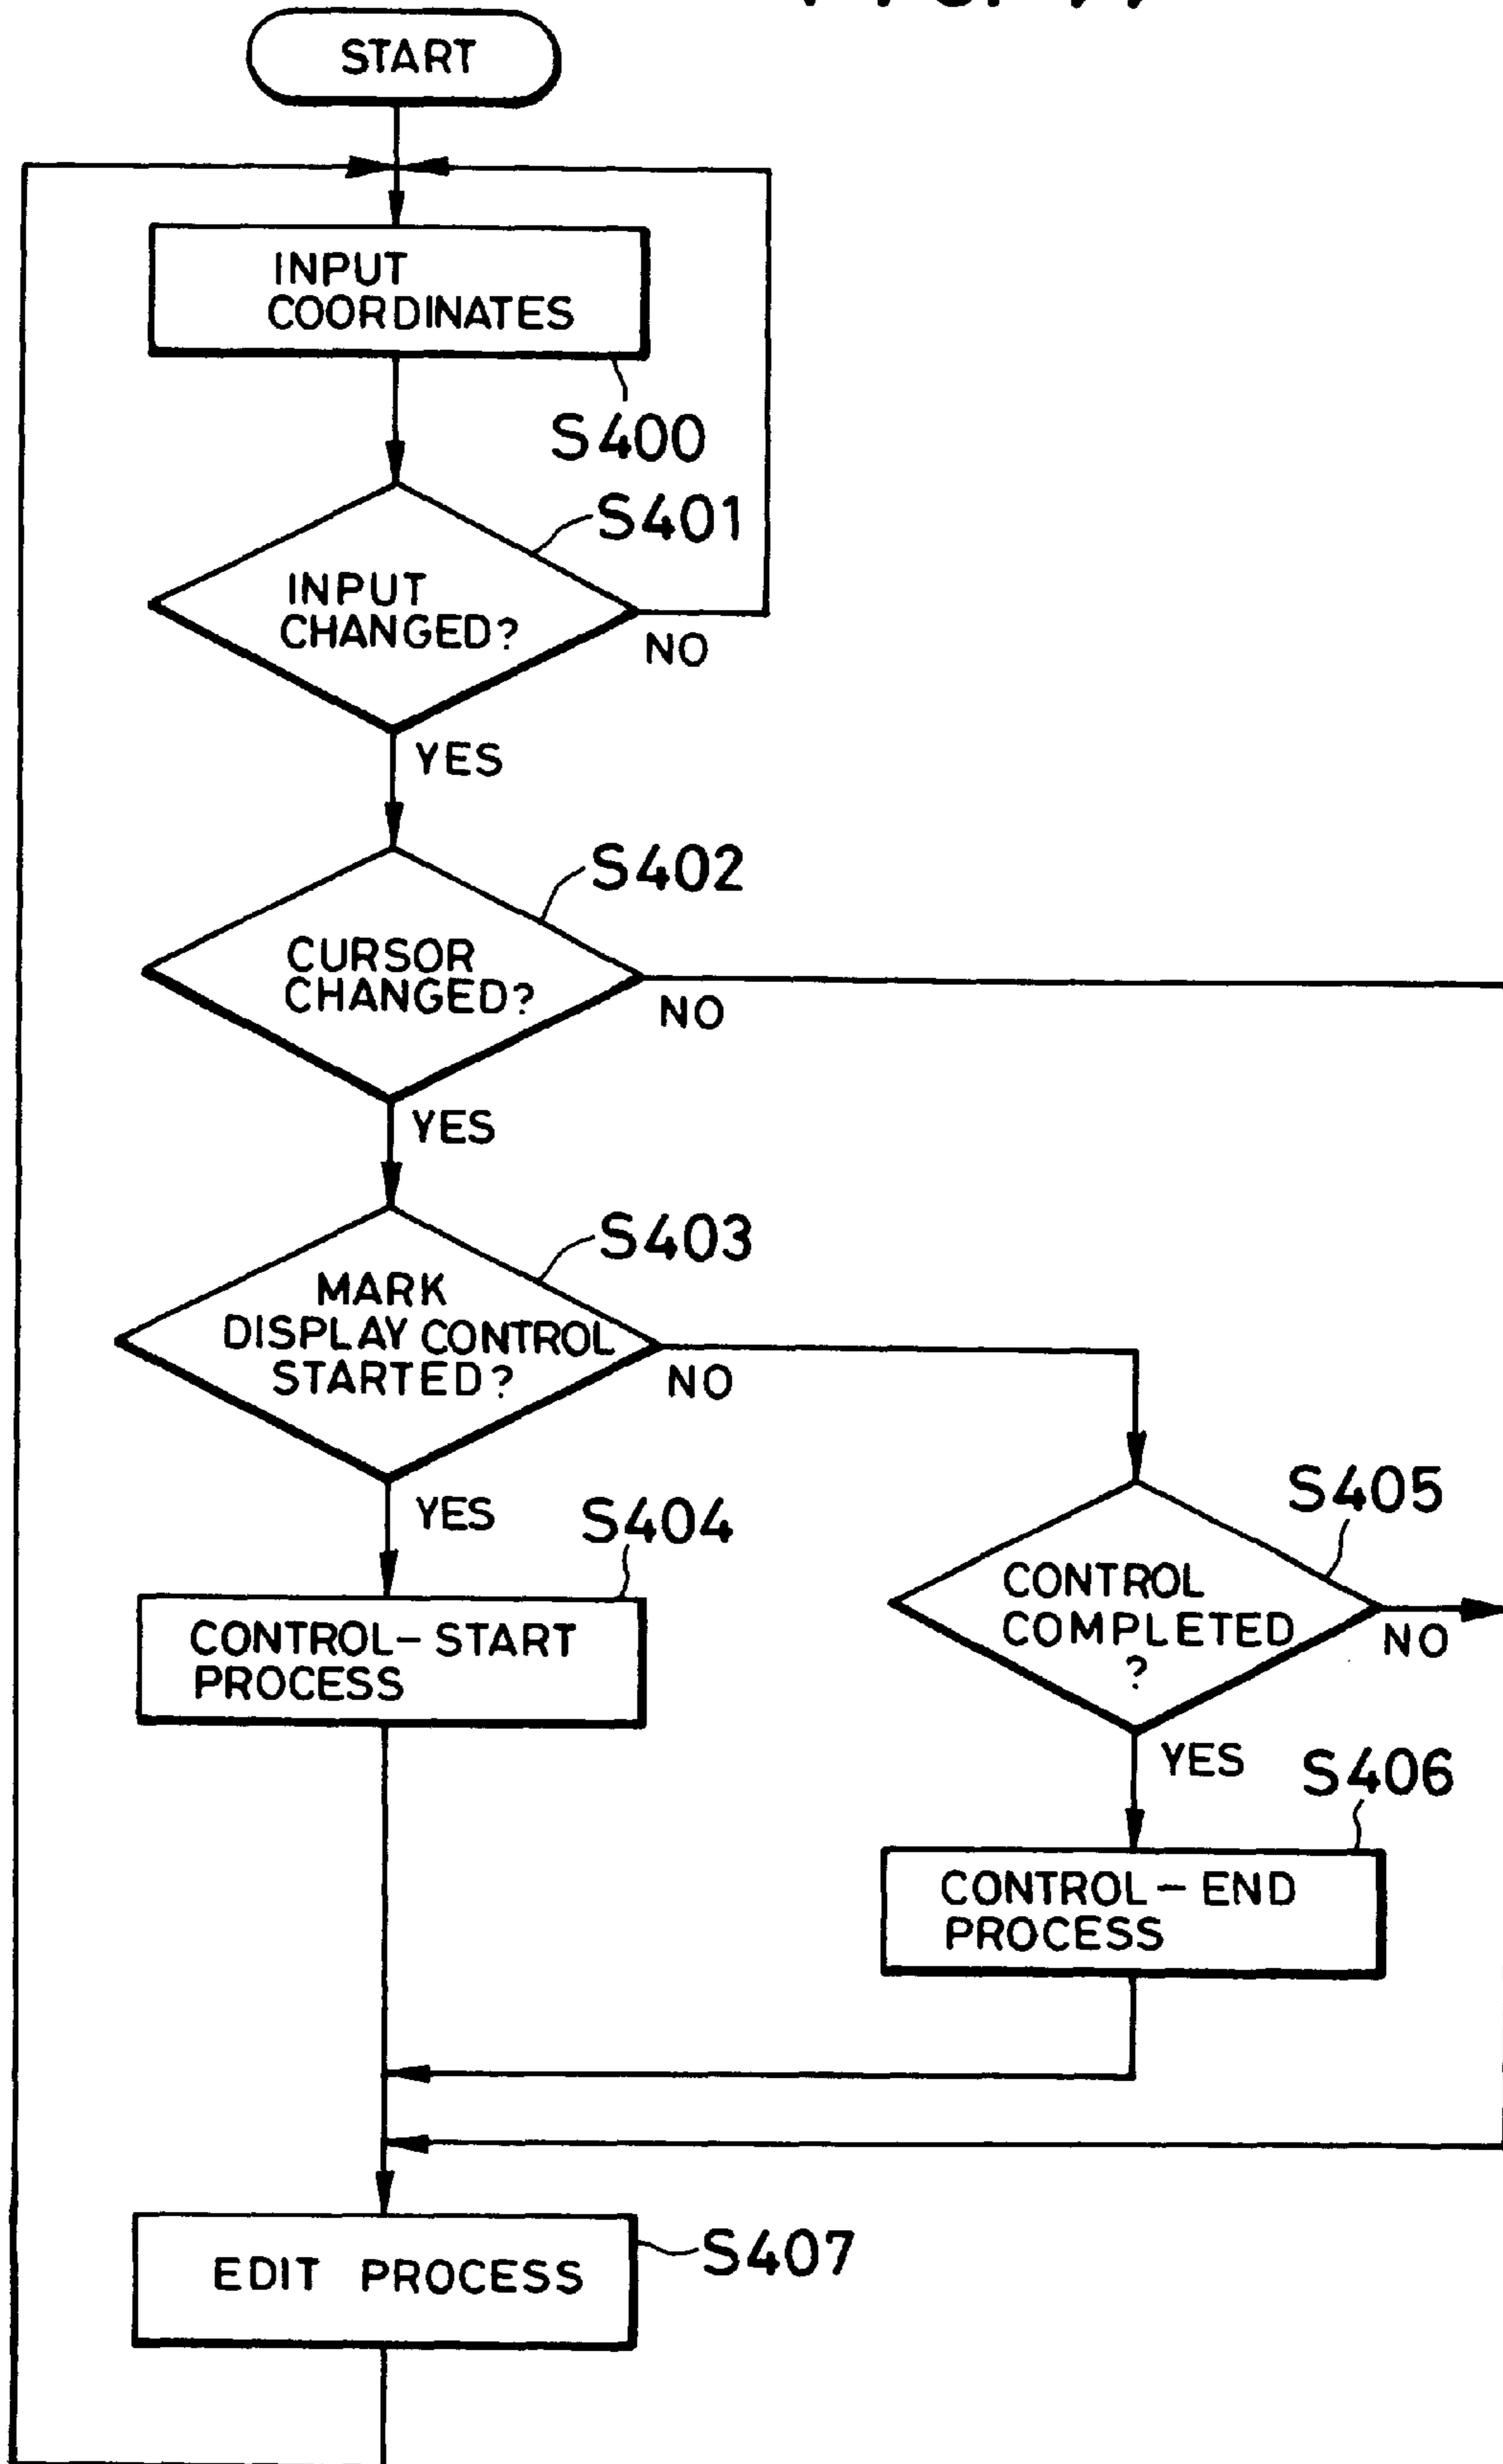 START
INPUT
COORDINATES
S400
S401
INPUT
CHANGED?
NO
YES
S402
CURSOR
CHANGED?
NO
YES
S403
MARK
DISPLAY CONTROL
STARTED?
NO
YES
S404
CONTROL-START
PROCESS
S405
CONTROL
COMPLETED
?
NO
YES
S406
CONTROL-END
PROCESS
EDIT PROCESS
S407